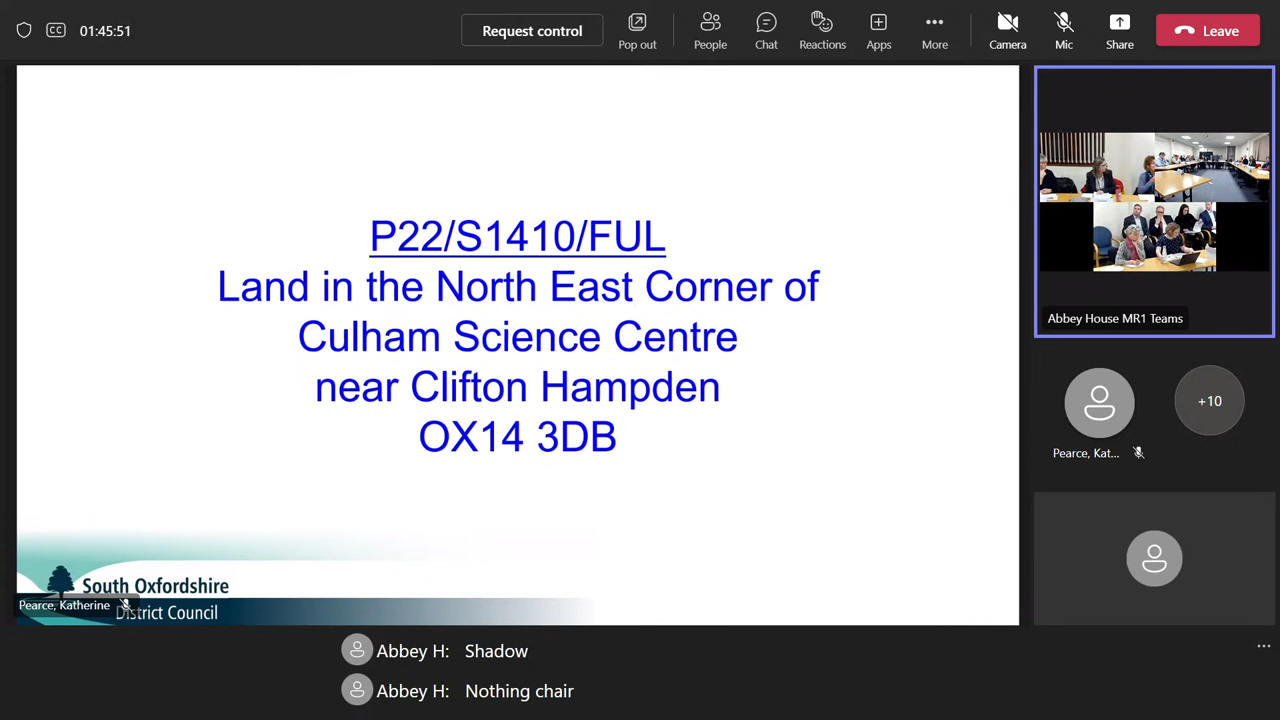 01:45:51
CC
Request control
Pop out
People
Chat
Reactions
Apps
More
Camera
Mic
Share
Leave
P22/S1410/FUL
Land in the North East Corner of
Culham Science Centre
near Clifton Hampden
OX14 3DB
South Oxfordshire
District Council
Pearce, Katherine
Abbey House MR1 Teams
+10
Pearce, Kat...
Abbey H: Shadow
Abbey H: Nothing chair